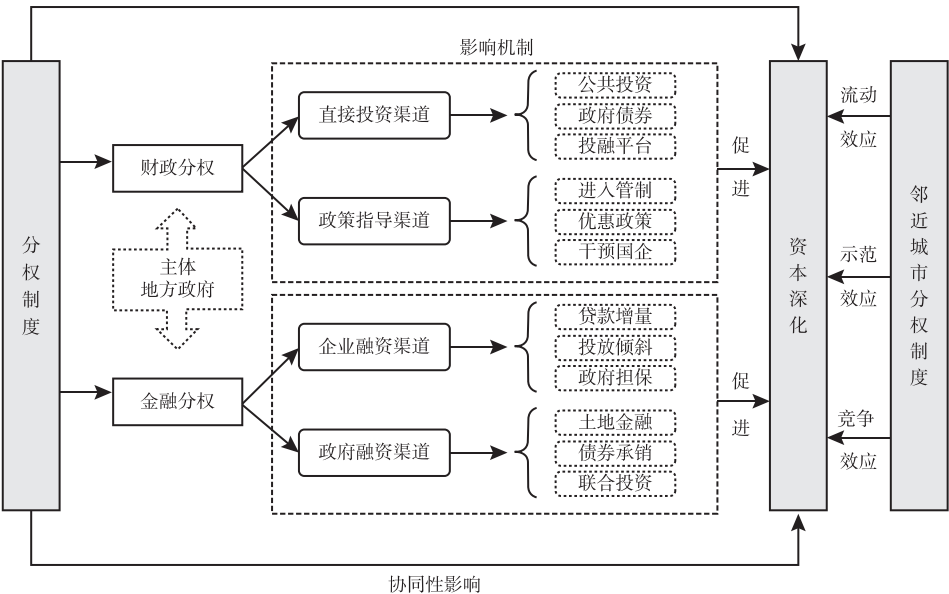 影响机制
分权制度
财政分权
主体
地方政府
金融分权
直接投资渠道
公共投资
政府债券
投融平台
政策指导渠道
进入管制
优惠政策
干预国企
企业融资渠道
贷款增量
投放倾斜
政府担保
政府融资渠道
土地金融
债券承销
联合投资
促进
促进
资本深化
流动
效应
示范
效应
竞争
效应
邻近城市分权制度
协同性影响